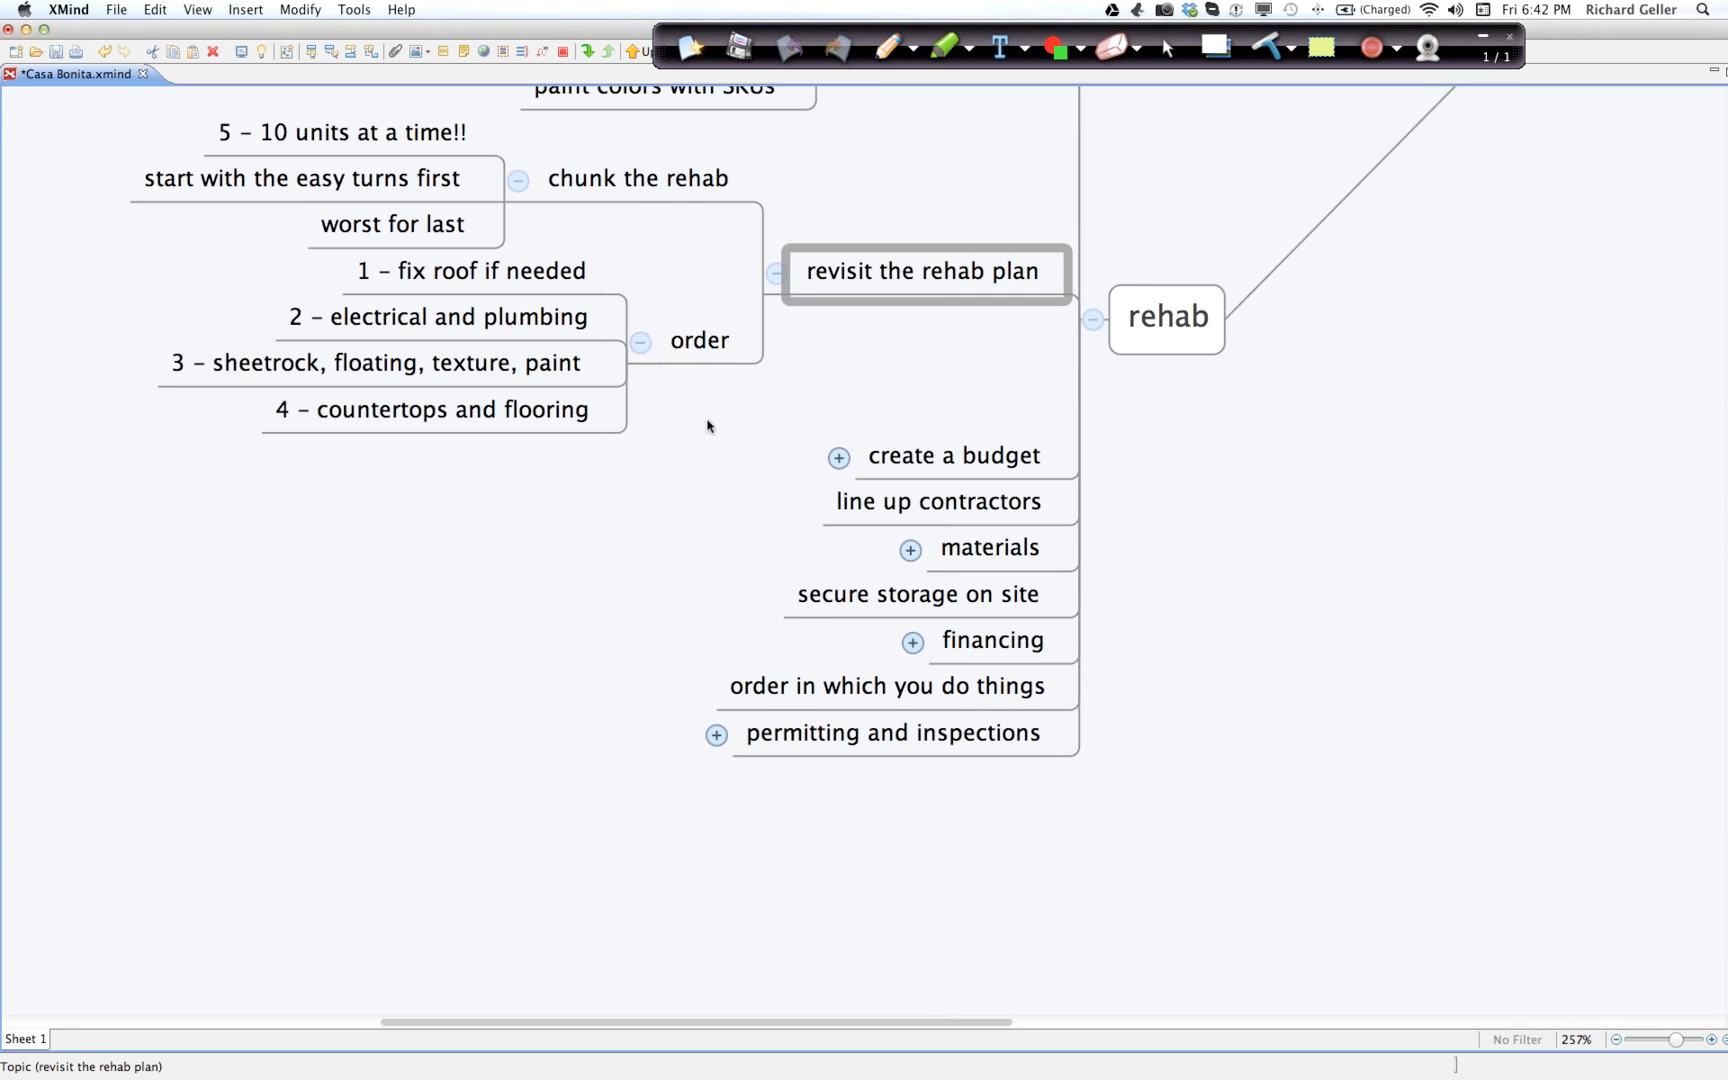 XMind File Edit View Insert Modify Tools Help
(Charged) Fri 6:42 PM Richard Geller
1 / 1
*Casa Bonita.xmind
paint colors with SKUs
5 – 10 units at a time!!
start with the easy turns first
chunk the rehab
worst for last
1 – fix roof if needed
revisit the rehab plan
2 – electrical and plumbing
rehab
order
3 – sheetrock, floating, texture, paint
4 – countertops and flooring
create a budget
line up contractors
materials
secure storage on site
financing
order in which you do things
permitting and inspections
Sheet 1
No Filter 257%
Topic (revisit the rehab plan)